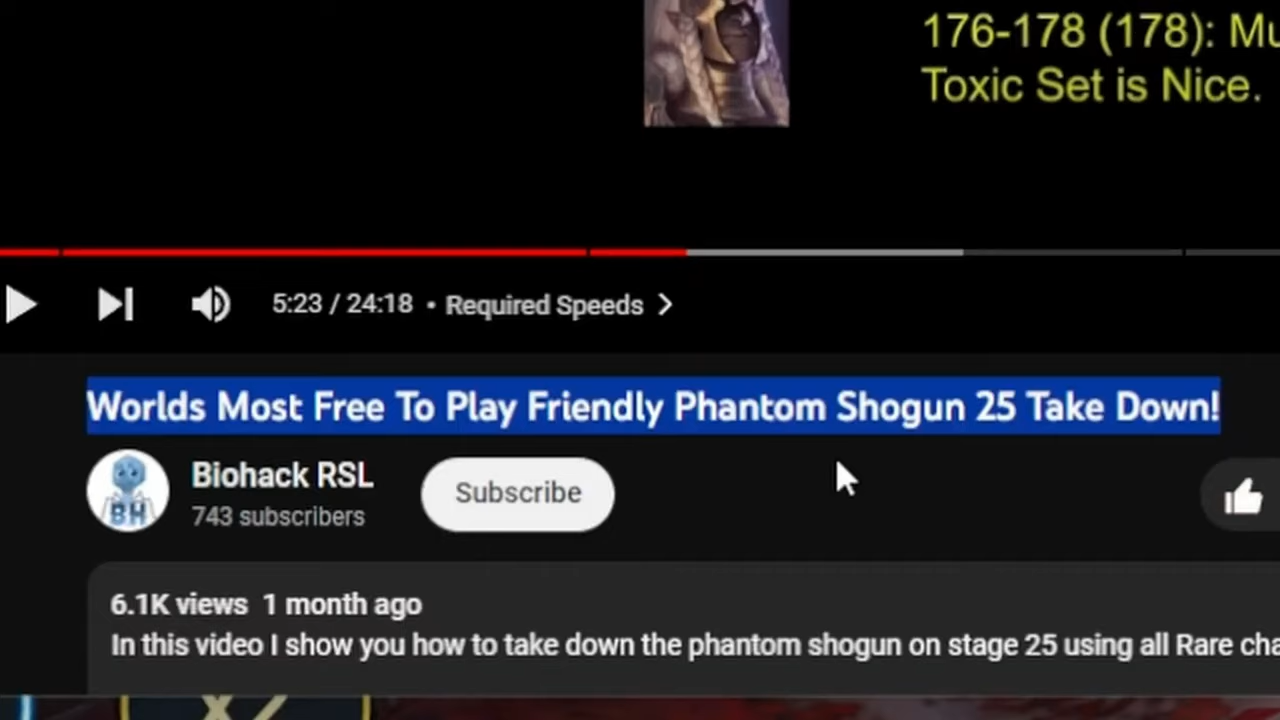 176-178 (178):
Toxic Set is Nice.
5:23 / 24:18 • Required Speeds >
Worlds Most Free To Play Friendly Phantom Shogun 25 Take Down!
Biohack RSL
743 subscribers
BH
Subscribe
6.1K views 1 month ago
In this video I show you how to take down the phantom shogun on stage 25 using all Rare